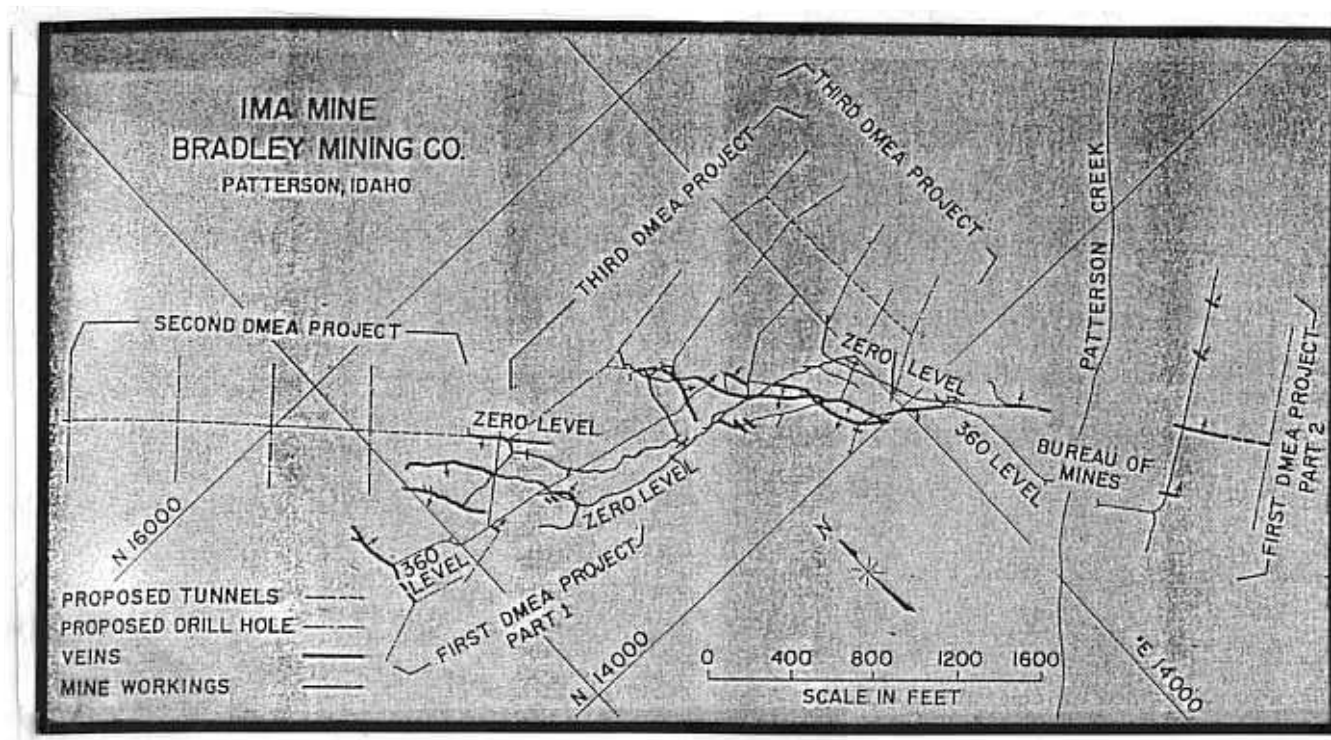 IMA MINE
BRADLEY MINING CO.
PATTERSON, IDAHO
THIRD DMEA PROJECT
THIRD DMEA PROJECT
PATTERSON CREEK
SECOND DMEA PROJECT
ZERO LEVEL
ZERO LEVEL
ZERO LEVEL
360 LEVEL
BUREAU OF
MINES
FIRST DMEA PROJECT
PART 2
N 16000
360
LEVEL
FIRST DMEA PROJECT
PART 1
N
N 14000
E 14000
PROPOSED TUNNELS
PROPOSED DRILL HOLE
VEINS
MINE WORKINGS
0 400 800 1200 1600
SCALE IN FEET